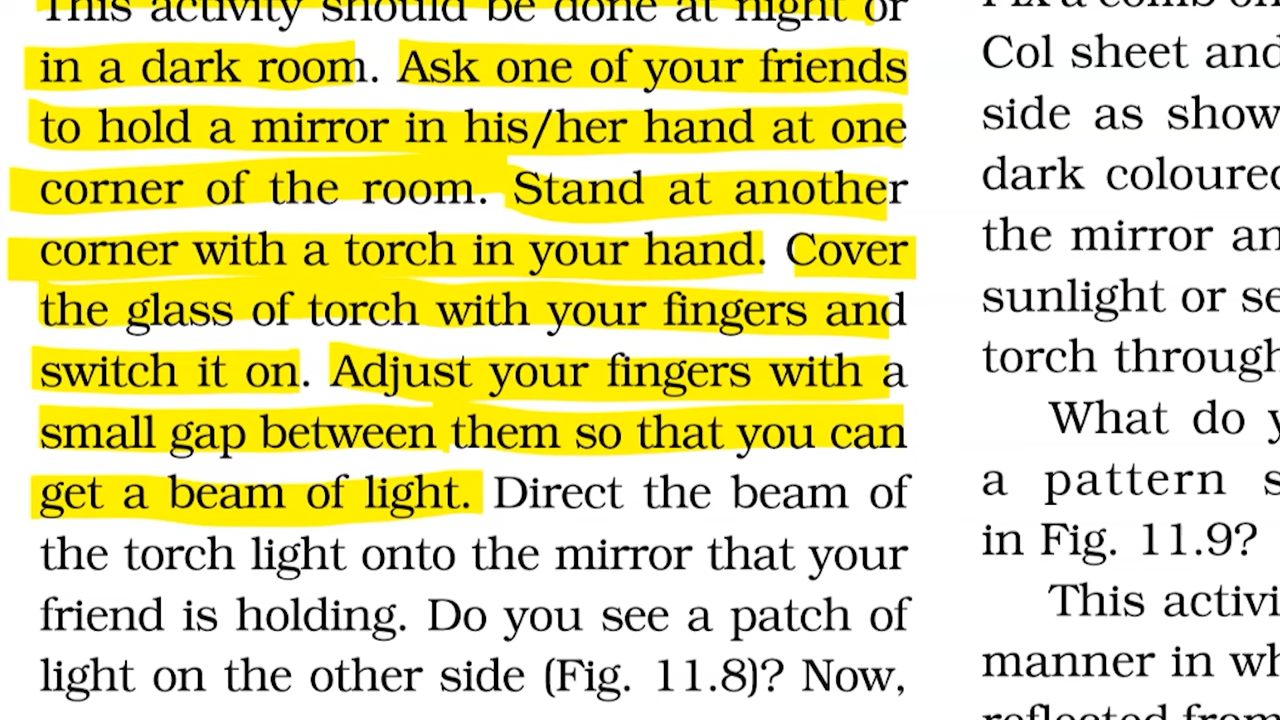 This activity should be done at night or
in a dark room. Ask one of your friends
to hold a mirror in his/her hand at one
corner of the room. Stand at another
corner with a torch in your hand. Cover
the glass of torch with your fingers and
switch it on. Adjust your fingers with a
small gap between them so that you can
get a beam of light. Direct the beam of
the torch light onto the mirror that your
friend is holding. Do you see a patch of
light on the other side (Fig. 11.8)? Now,
Col sheet and
side as show
dark coloured
the mirror an
sunlight or se
torch through
What do y
a pattern s
in Fig. 11.9?
This activi
manner in wh
reflected from